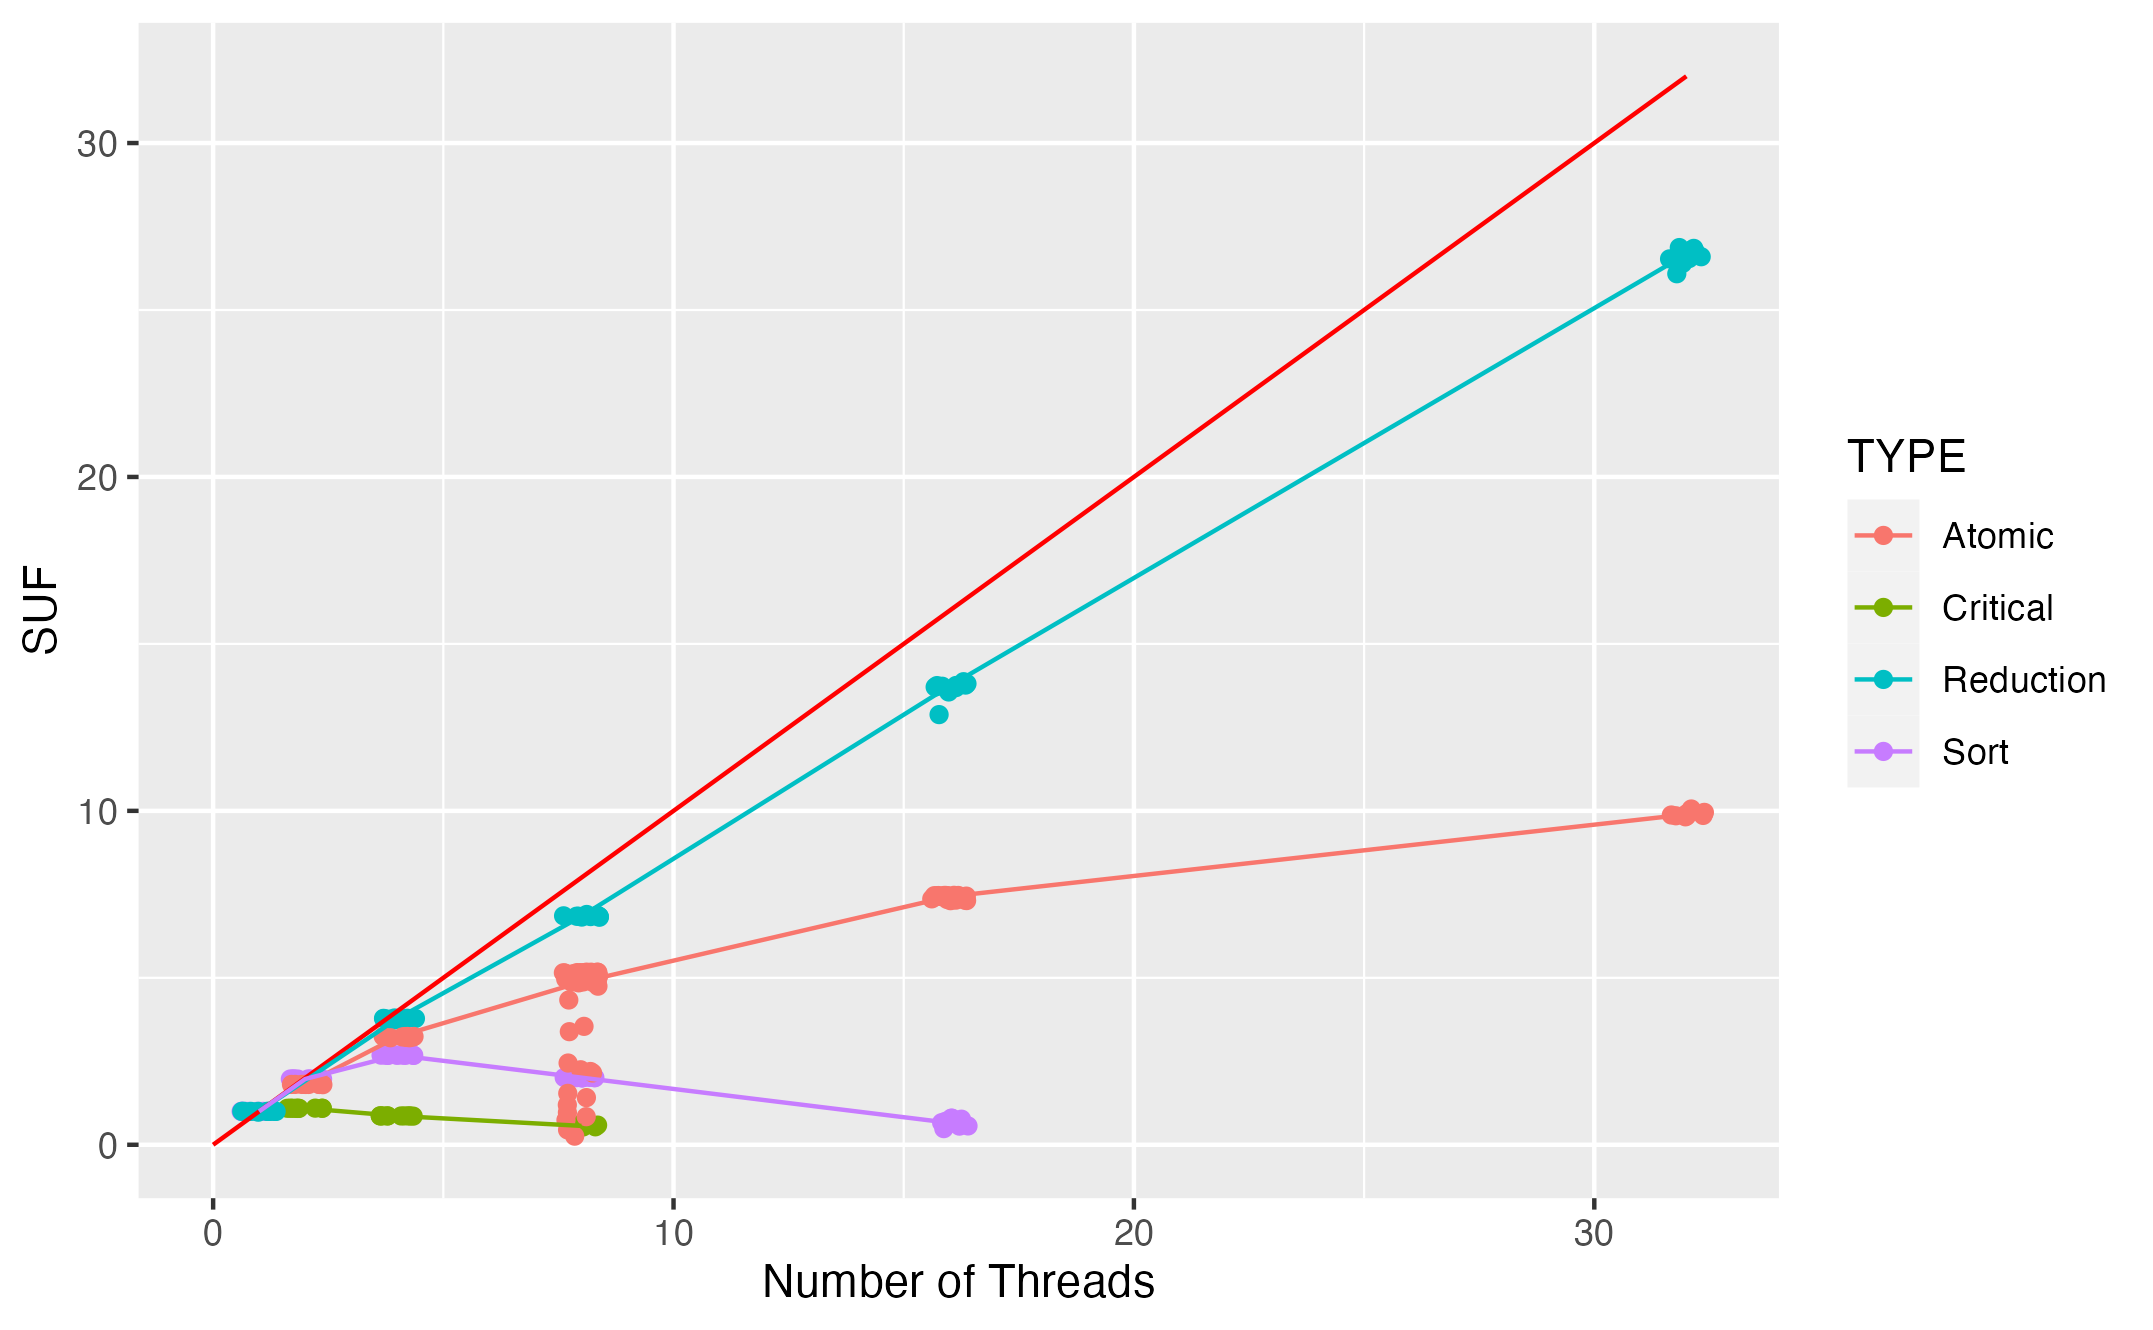 30
20
10
0
SUF
0
10
20
30
Number of Threads
TYPE
Atomic
Critical
Reduction
Sort